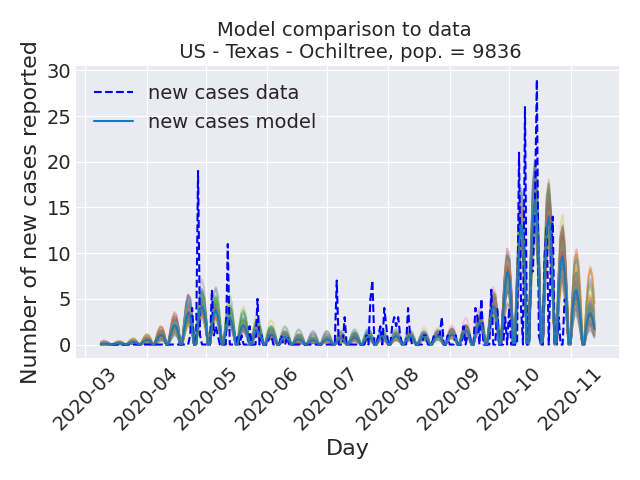 Model comparison to data
US - Texas - Ochiltree, pop. = 9836
Number of new cases reported
30
25
20
15
10
5
0
new cases data
new cases model
2020-03
2020-04
2020-05
2020-06
2020-07
2020-08
2020-09
2020-10
2020-11
Day